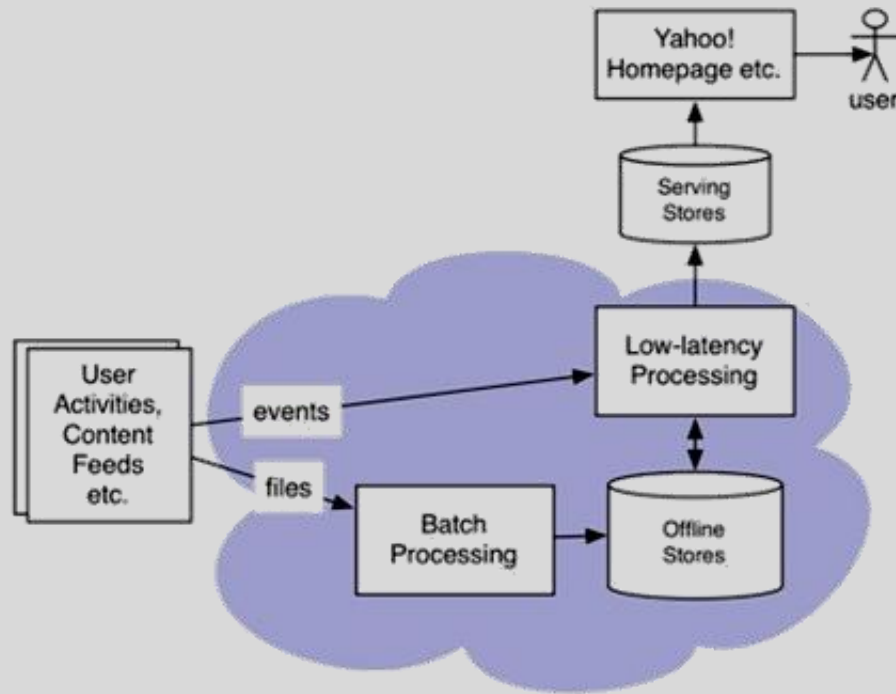 Yahoo!
Homepage etc.
user
Serving
Stores
Low-latency
Processing
User
Activities,
Content
Feeds
etc.
events
files
Batch
Processing
Offline
Stores